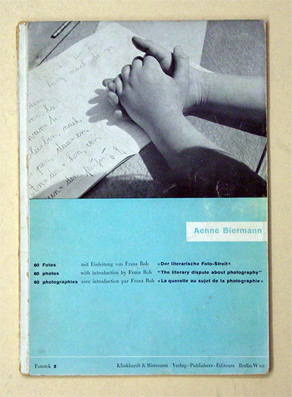 Aenne Biermann
60 Fotos mit Einleitung von Franz Roh »Der literarische Foto-Streit«
60 photos with introduction by Franz Roh "The literary dispute about photography"
60 photographies avec introduction par Franz Roh «La querelle au sujet de la photographie»
Fototek 2 Klinkhardt & Biermann Verlag-Publishers-Editeurs Berlin W